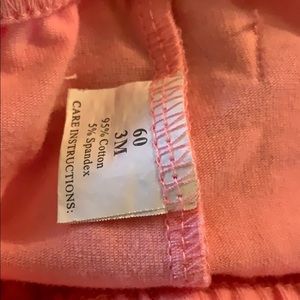 60
3M
95% Cotton
5% Spandex
CARE INSTRUCTIONS: